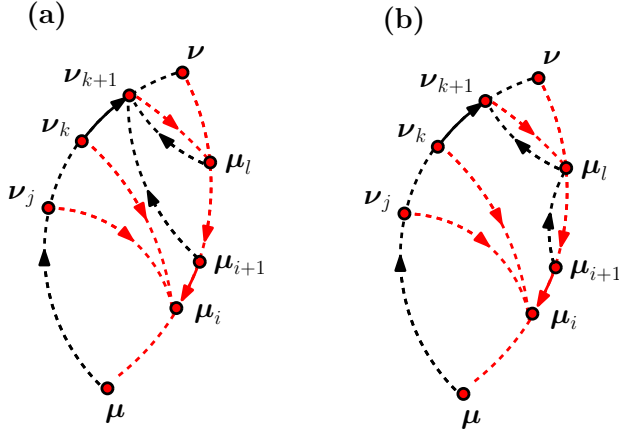 (a)
(b)
ν
ν
ν_{k+1}
ν_{k+1}
ν_k
ν_k
μ_l
μ_l
ν_j
ν_j
μ_{i+1}
μ_{i+1}
μ_i
μ_i
μ
μ